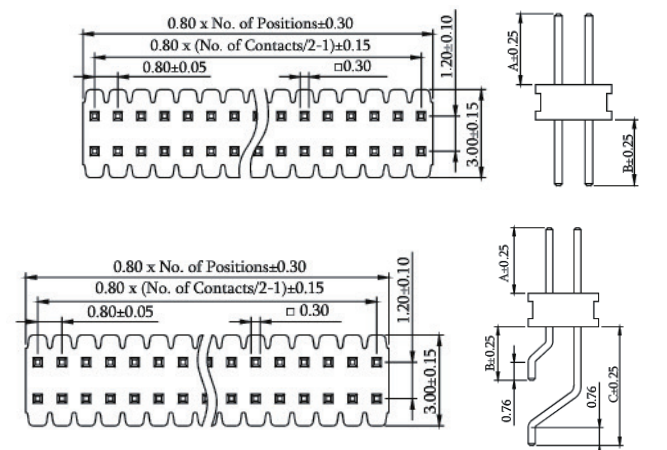 0.80 x No. of Positions±0.30
0.80 x (No. of Contacts/2-1)±0.15
0.80±0.05
□0.30
1.20±0.10
3.00±0.15
A±0.25
B±0.25
0.80 x No. of Positions±0.30
0.80 x (No. of Contacts/2-1)±0.15
0.80±0.05
□ 0.30
1.20±0.10
3.00±0.15
A±0.25
B±0.25
0.76
0.76
C±0.25